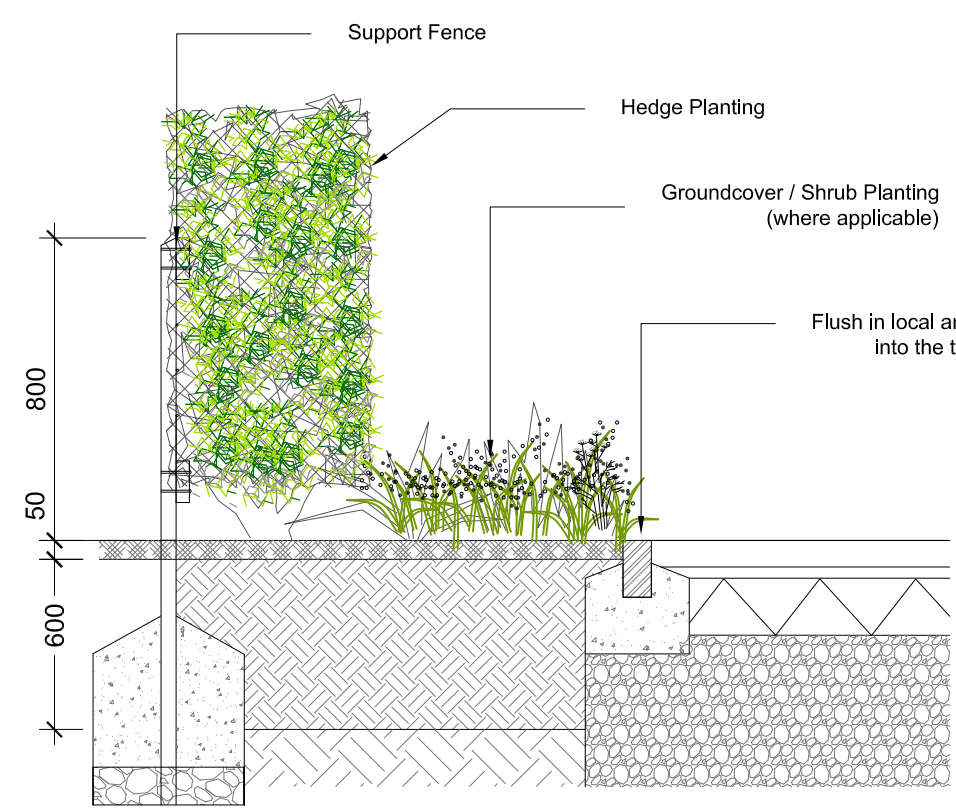 Support Fence
Hedge Planting
Groundcover / Shrub Planting
(where applicable)
Flush in local
into the
800
50
600